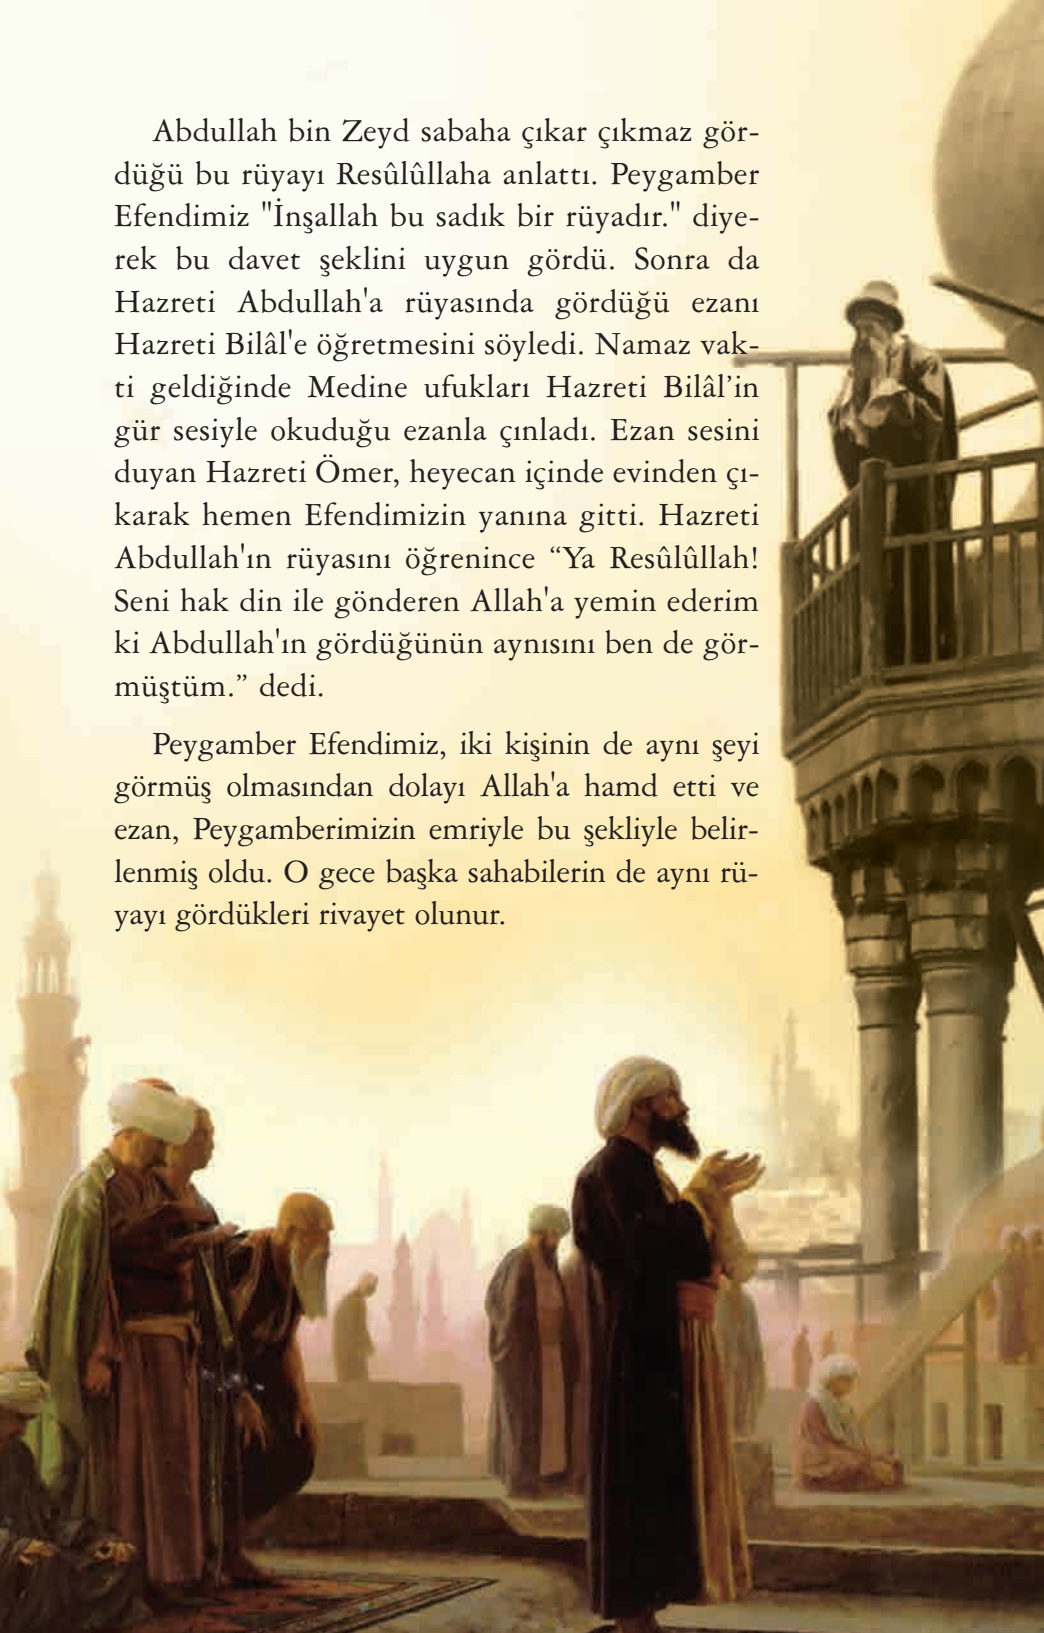 Abdullah bin Zeyd sabaha çıkar çıkmaz gör-
düğü bu rüyayı Resûlûllaha anlattı. Peygamber
Efendimiz "İnşallah bu sadık bir rüyadır." diye-
rek bu davet şeklini uygun gördü. Sonra da
Hazreti Abdullah'a rüyasında gördüğü ezanı
Hazreti Bilâl'e öğretmesini söyledi. Namaz vak-
ti geldiğinde Medine ufukları Hazreti Bilâl’in
gür sesiyle okuduğu ezanla çınladı. Ezan sesini
duyan Hazreti Ömer, heyecan içinde evinden çı-
karak hemen Efendimizin yanına gitti. Hazreti
Abdullah'ın rüyasını öğrenince “Ya Resûlûllah!
Seni hak din ile gönderen Allah'a yemin ederim
ki Abdullah'ın gördüğünün aynısını ben de gör-
müştüm.” dedi.
Peygamber Efendimiz, iki kişinin de aynı şeyi
görmüş olmasından dolayı Allah'a hamd etti ve
ezan, Peygamberimizin emriyle bu şekliyle belir-
lenmiş oldu. O gece başka sahabilerin de aynı rü-
yayı gördükleri rivayet olunur.